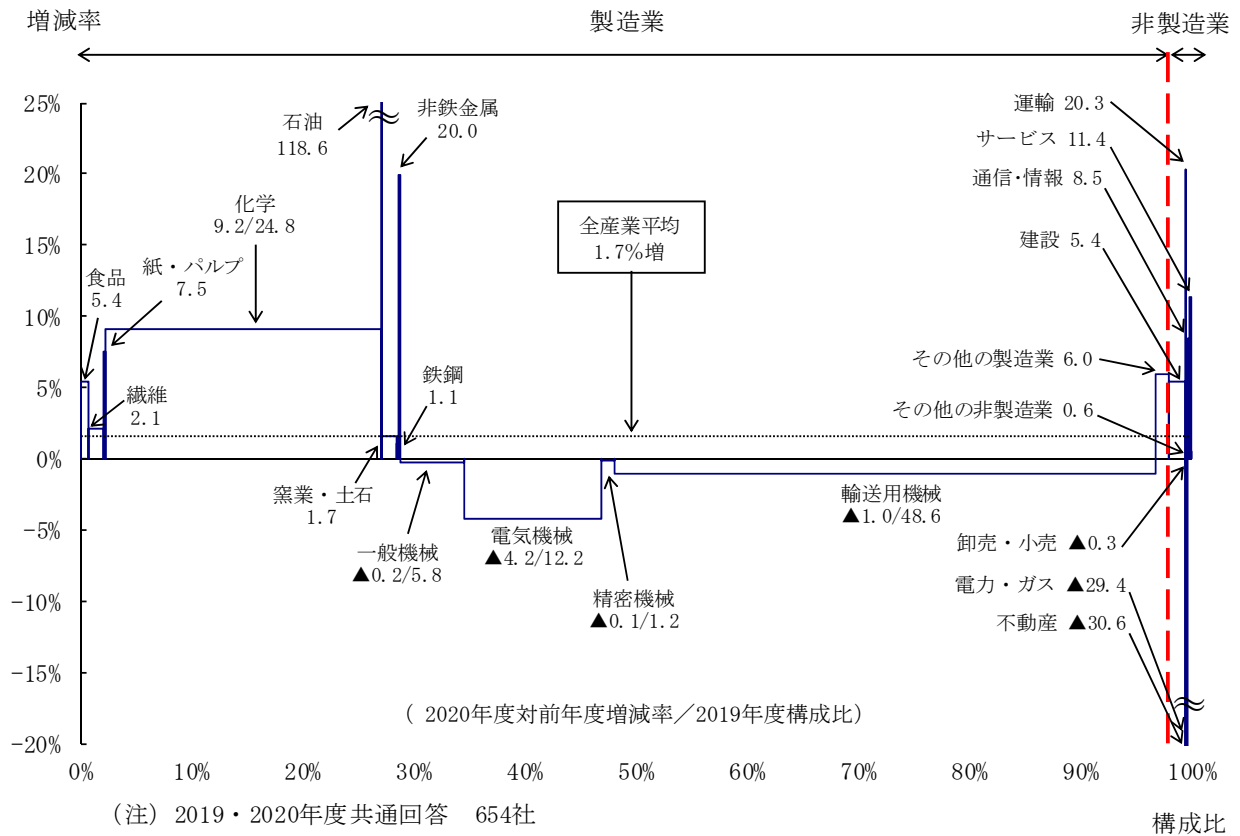 増減率
製造業
非製造業
25%
20%
15%
10%
5%
0%
-5%
-10%
-15%
-20%
石油
118.6
非鉄金属
20.0
化学
9.2/24.8
紙・パルプ
7.5
食品
5.4
繊維
2.1
全産業平均
1.7%増
鉄鋼
1.1
窯業・土石
1.7
一般機械
▲0.2/5.8
電気機械
▲4.2/12.2
精密機械
▲0.1/1.2
輸送用機械
▲1.0/48.6
運輸 20.3
サービス 11.4
通信・情報 8.5
建設 5.4
その他の製造業 6.0
その他の非製造業 0.6
卸売・小売 ▲0.3
電力・ガス ▲29.4
不動産 ▲30.6
( 2020年度対前年度増減率／2019年度構成比)
0% 10% 20% 30% 40% 50% 60% 70% 80% 90% 100%
(注) 2019・2020年度共通回答 654社
構成比